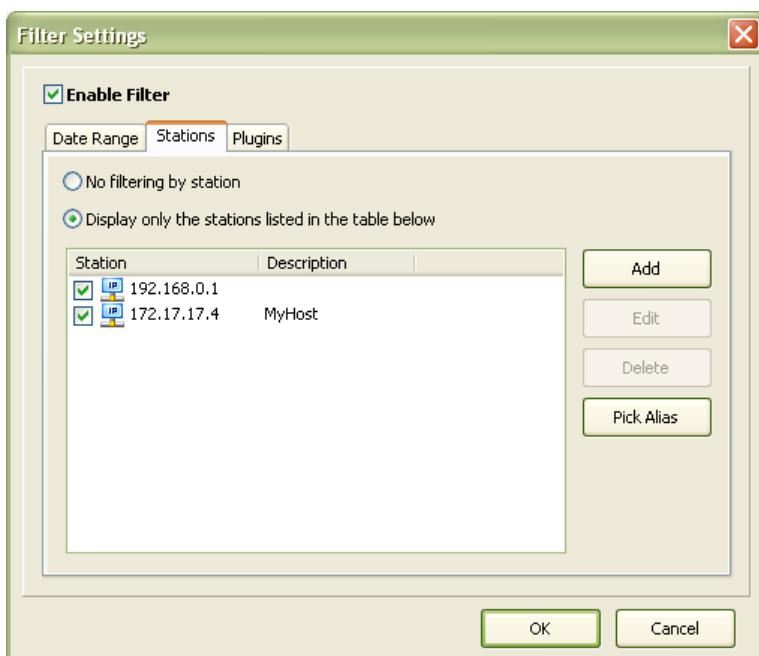 Filter Settings
Enable Filter
Date Range Stations Plugins
No filtering by station
Display only the stations listed in the table below
Station Description
IP 192.168.0.1
IP 172.17.17.4 MyHost
Add
Edit
Delete
Pick Alias
OK Cancel